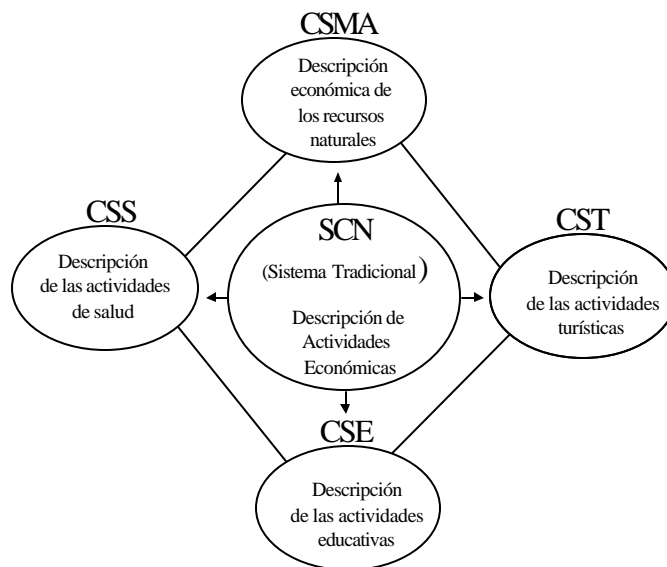 CSMA
Descripción
económica de
los recursos
naturales
CSS
Descripción
de las actividades
de salud
SCN
(Sistema Tradicional)
Descripción de
Actividades
Económicas
CST
Descripción
de las actividades
turísticas
CSE
Descripción
de las actividades
educativas